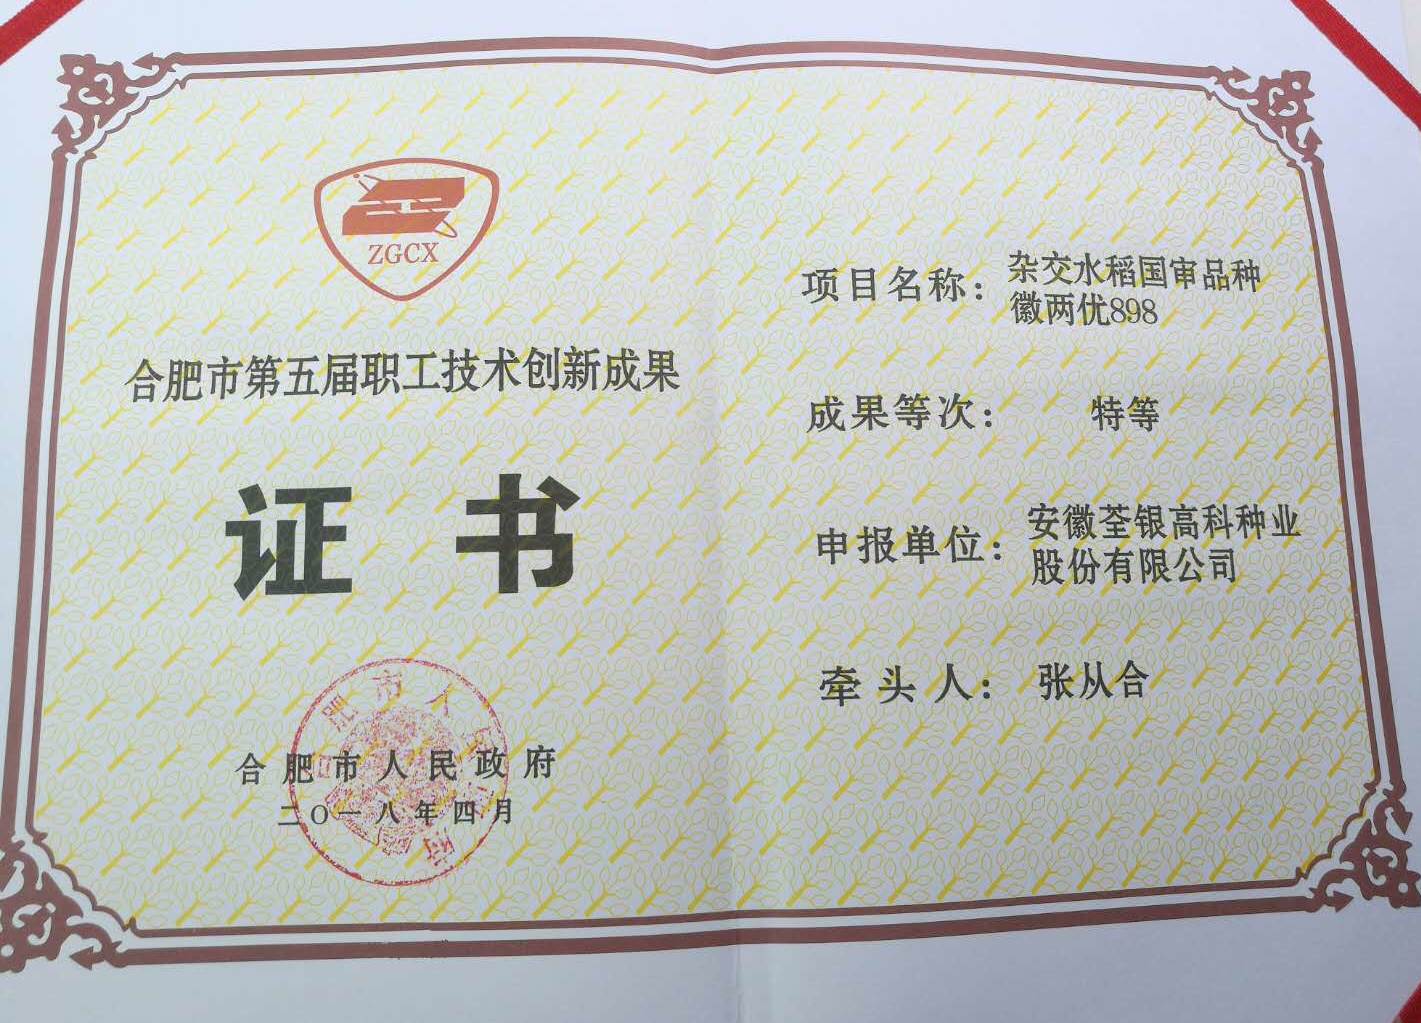 ZGCX
合肥市第五届职工技术创新成果
证书
合肥市人民政府
二〇一八年四月
项目名称：杂交水稻国审品种
徽两优898
成果等次：特等
申报单位：安徽荃银高科种业
股份有限公司
牵头人：张从合